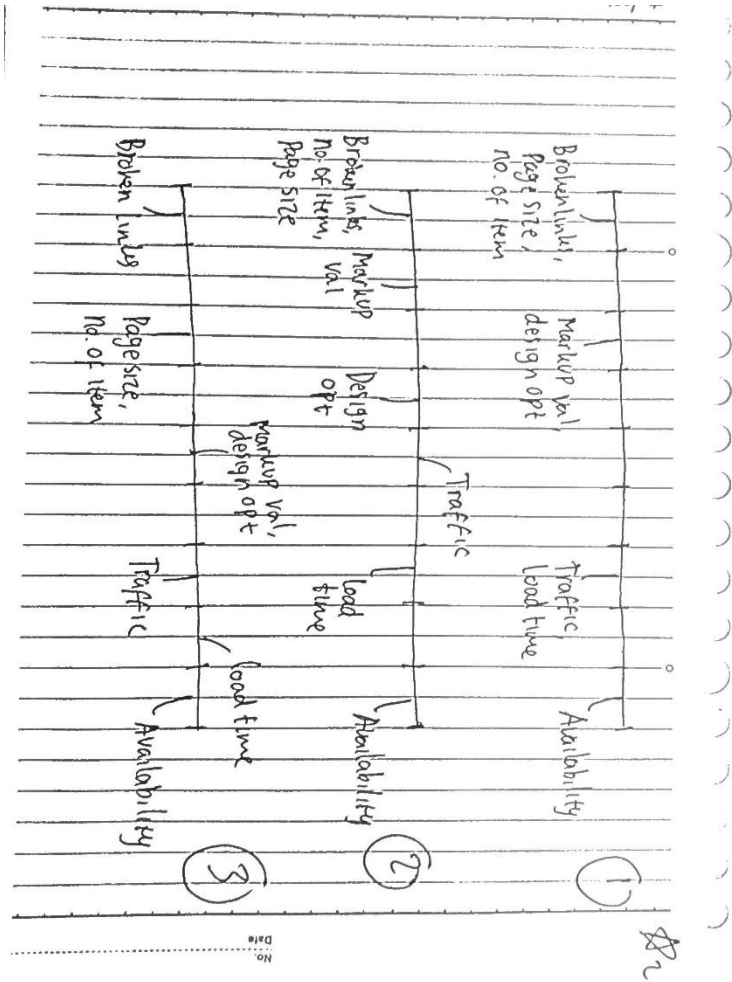 Broken links,
Page size,
no. of item
Markup val,
design opt
Traffic,
load time
Availability
1
Broken links,
no. of item,
Page size
Markup
val
Design
opt
Traffic
load
time
Availability
2
Broken links
Page size,
no. of item
markup val,
design opt
Traffic
load time
Availability
3
No.
Date